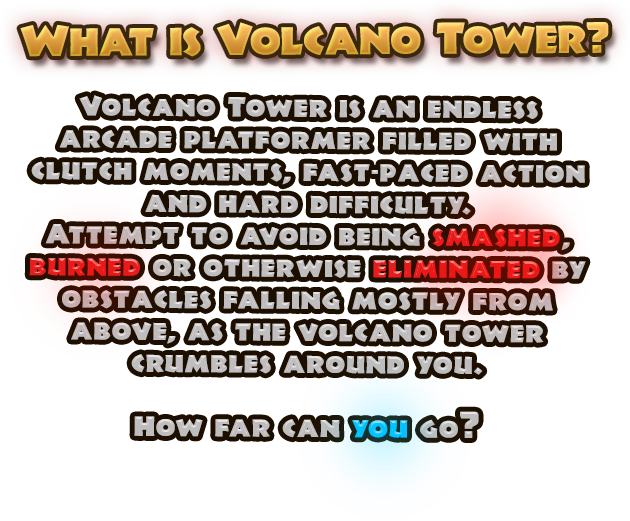 What is Volcano Tower?
Volcano Tower is an endless
arcade platformer filled with
clutch moments, fast-paced action
and hard difficulty.
Attempt to avoid being smashed,
burned or otherwise eliminated by
obstacles falling mostly from
above, as the volcano tower
crumbles around you.
How far can you go?